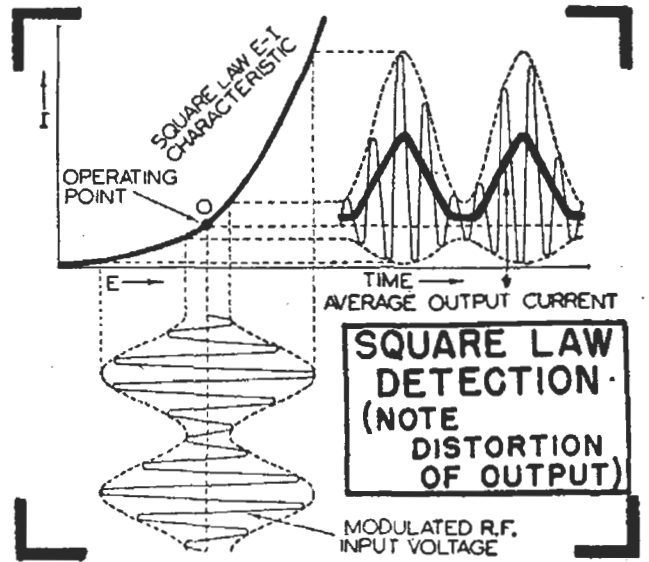 I
SQUARE LAW E-I
CHARACTERISTIC
OPERATING
POINT
O
E
TIME
AVERAGE OUTPUT CURRENT
SQUARE LAW
DETECTION
(NOTE
DISTORTION
OF OUTPUT)
MODULATED R.F.
INPUT VOLTAGE